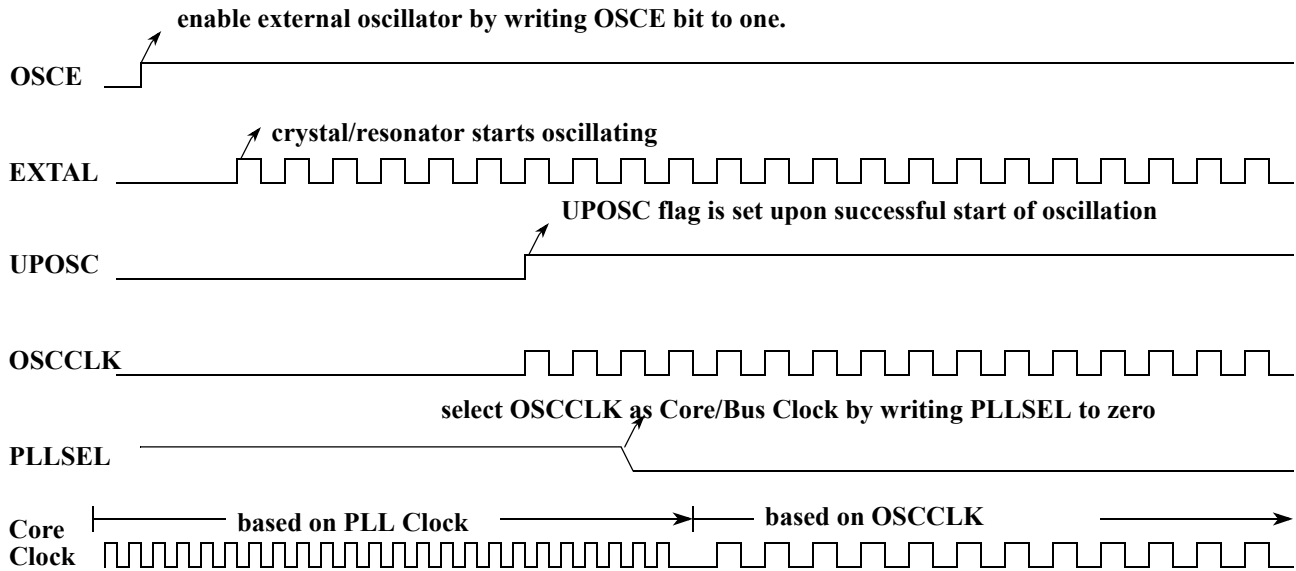 enable external oscillator by writing OSCE bit to one.
OSCE
crystal/resonator starts oscillating
EXTAL
UPOSC flag is set upon successful start of oscillation
UPOSC
OSCCLK
select OSCCLK as Core/Bus Clock by writing PLLSEL to zero
PLLSEL
based on PLL Clock
based on OSCCLK
Core
Clock